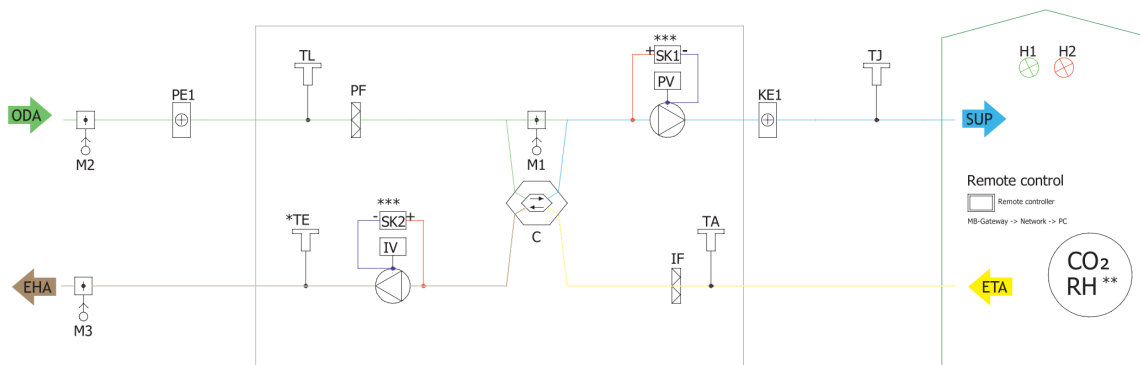 ***
+ SK1 -
PV
TL
TJ
H1 H2
PE1
PF
KE1
ODA
SUP
M2
M1
Remote control
Remote controller
MB-Gateway -> Network -> PC
***
*TE
- SK2 +
IV
C
TA
IF
CO₂
RH **
EHA
ETA
M3